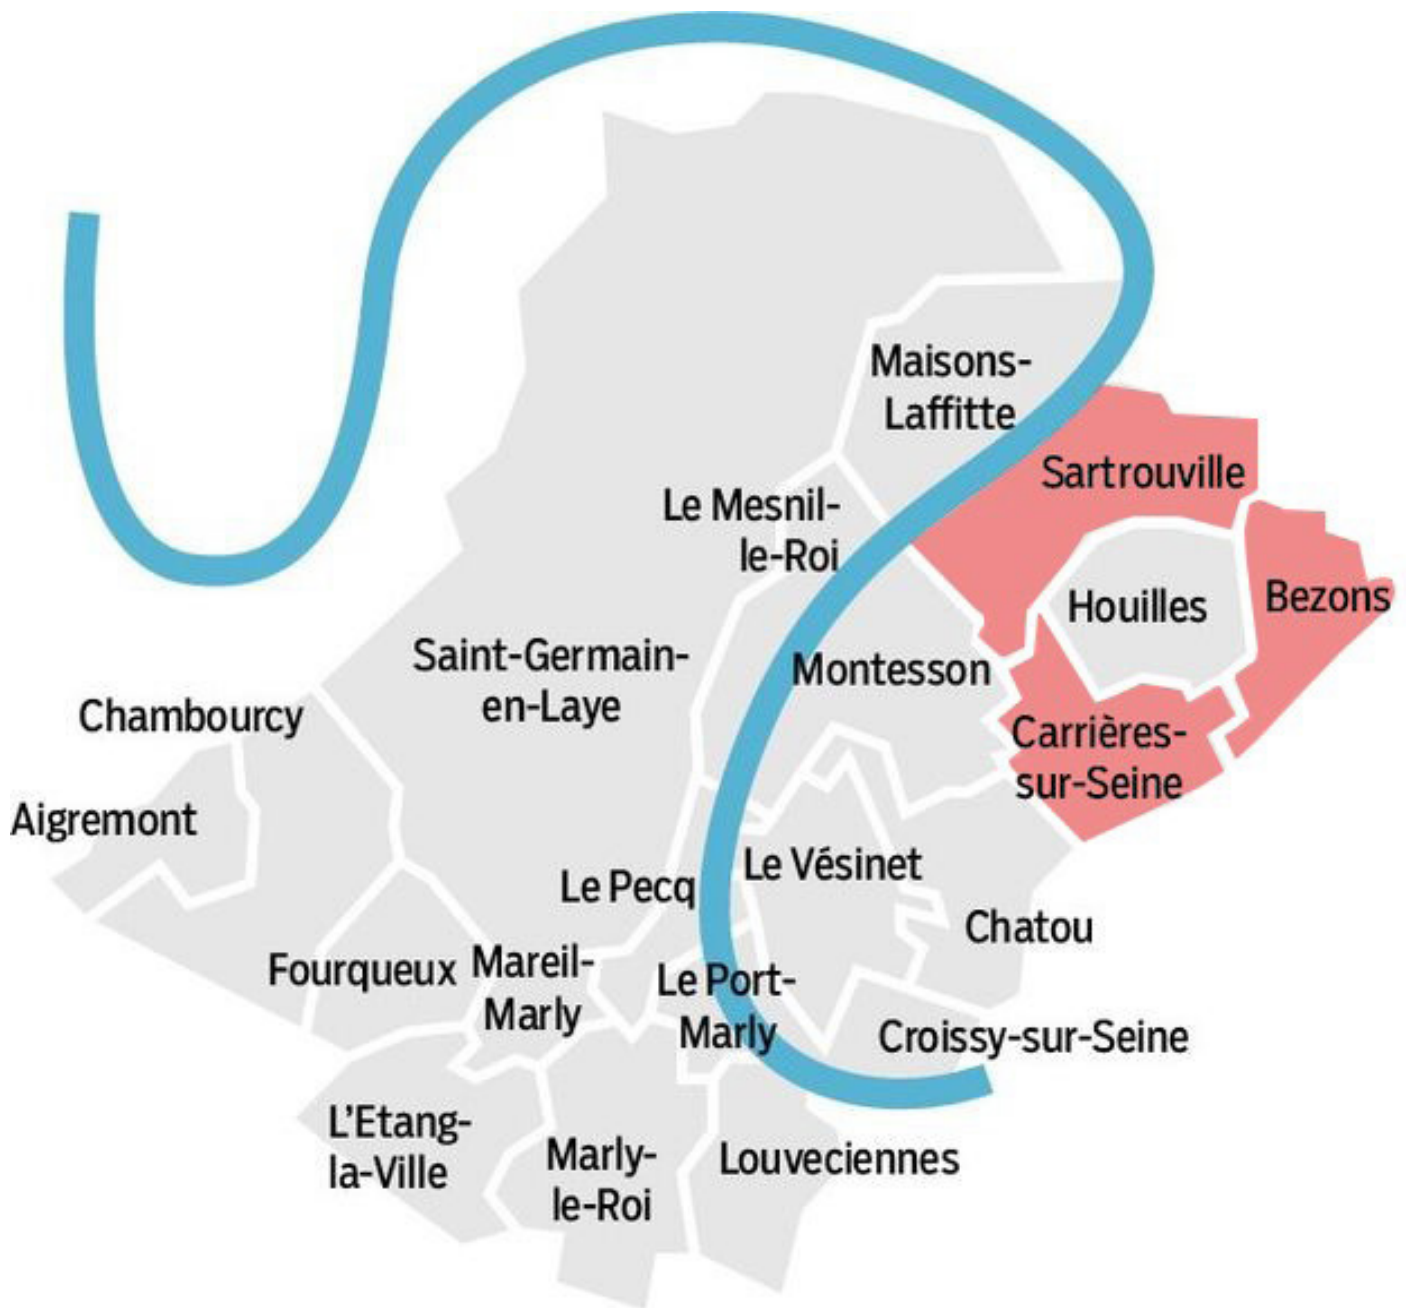 Maisons-
Laffitte
Sartrouville
Le Mesnil-
le-Roi
Houilles
Bezons
Saint-Germain-
en-Laye
Montesson
Chambourcy
Carrières-
sur-Seine
Aigremont
Le Vésinet
Le Pecq
Chatou
Fourqueux
Mareil-
Marly
Le Port-
Marly
Croissy-sur-Seine
L'Etang-
la-Ville
Marly-
le-Roi
Louveciennes